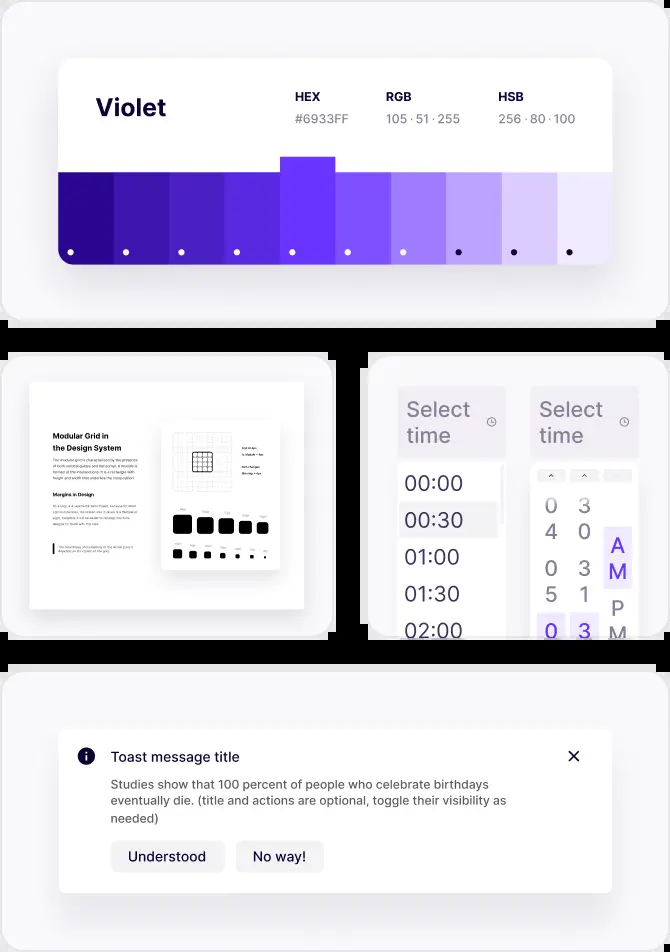 Violet
HEX
RGB
HSB
#6933FF
105 · 51 · 255
256 · 80 · 100
Modular Grid in
the Design System
Margins in Design
Select
time
00:00
00:30
01:00
01:30
02:00
Select
time
0 3
4 0
AM
0 3
5 1
PM
0 3
Toast message title
Studies show that 100 percent of people who celebrate birthdays
eventually die. (title and actions are optional, toggle their visibility as
needed)
Understood
No way!